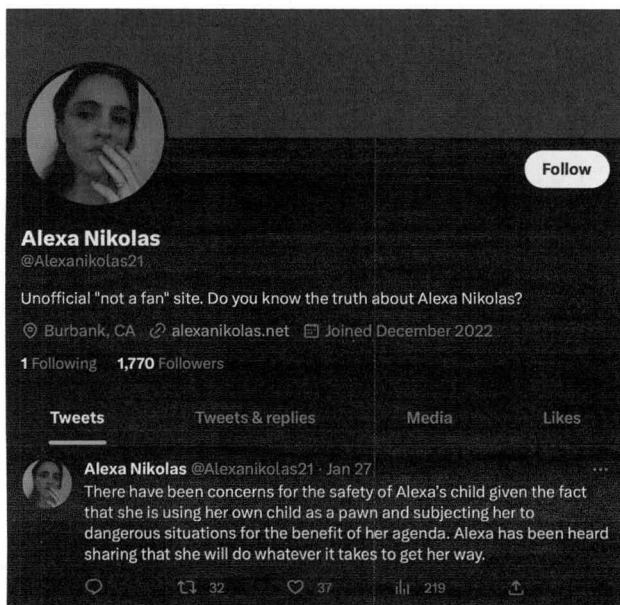 Follow
Alexa Nikolas
@Alexanikolas21
Unofficial "not a fan" site. Do you know the truth about Alexa Nikolas?
Burbank, CA alexanikolas.net Joined December 2022
1 Following 1,770 Followers
Tweets Tweets & replies Media Likes
Alexa Nikolas @Alexanikolas21 · Jan 27
There have been concerns for the safety of Alexa's child given the fact
that she is using her own child as a pawn and subjecting her to
dangerous situations for the benefit of her agenda. Alexa has been heard
sharing that she will do whatever it takes to get her way.
32 37 219